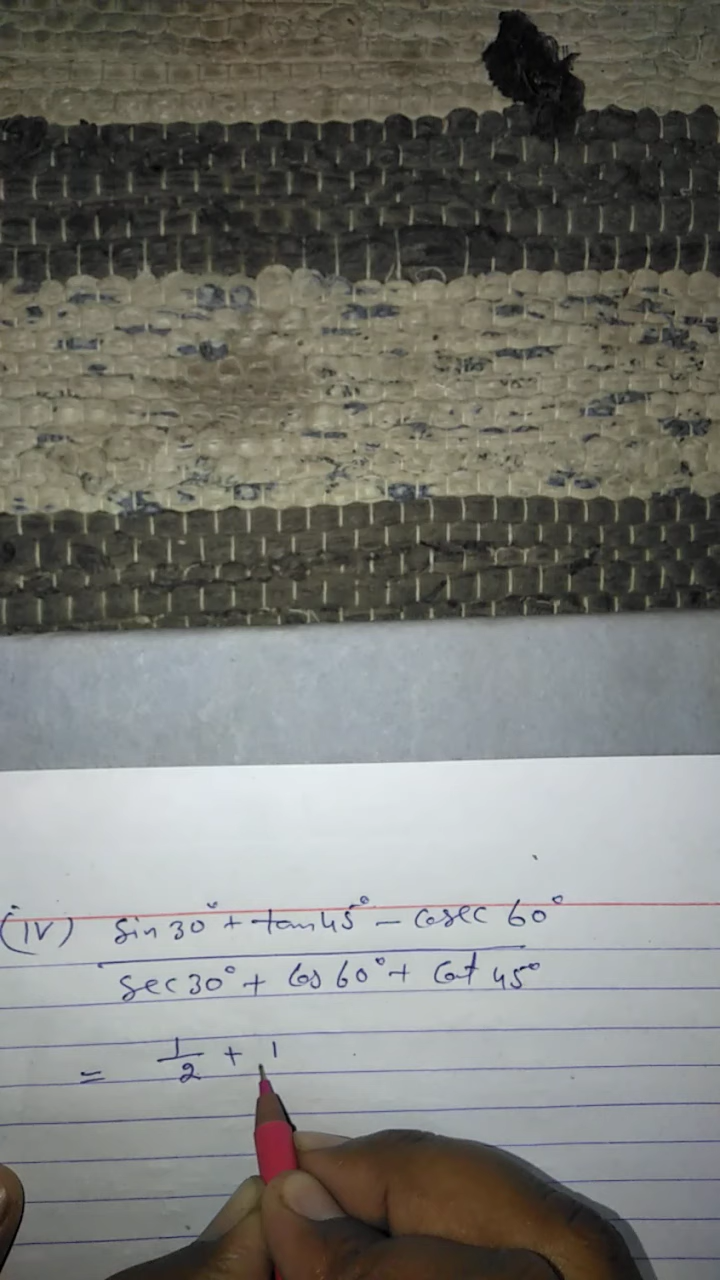 (iv) sin 30° + tan 45° - cosec 60°
sec 30° + cos 60° + cot 45°
= 1/2 + 1